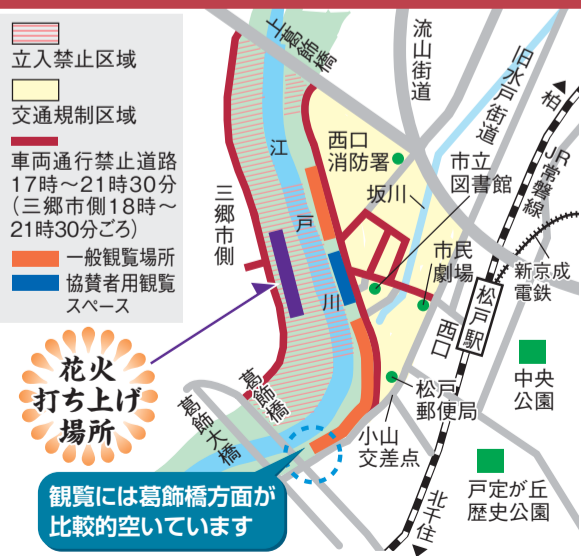 立入禁止区域
交通規制区域
車両通行禁止道路
17時～21時30分
(三郷市側18時～
21時30分ごろ)
一般観覧場所
協賛者用観覧
スペース
上葛飾橋
流山街道
旧水戸街道
柏
JR常磐線
西口
消防署
市立
図書館
坂川
江戸川
三郷市側
市民
劇場
新京成
電鉄
松戸駅
西口
中央
公園
花火
打ち上げ
場所
葛飾橋
葛飾大橋
松戸
郵便局
小山
交差点
戸定が丘
歴史公園
北千住
観覧には葛飾橋方面が
比較的空いています